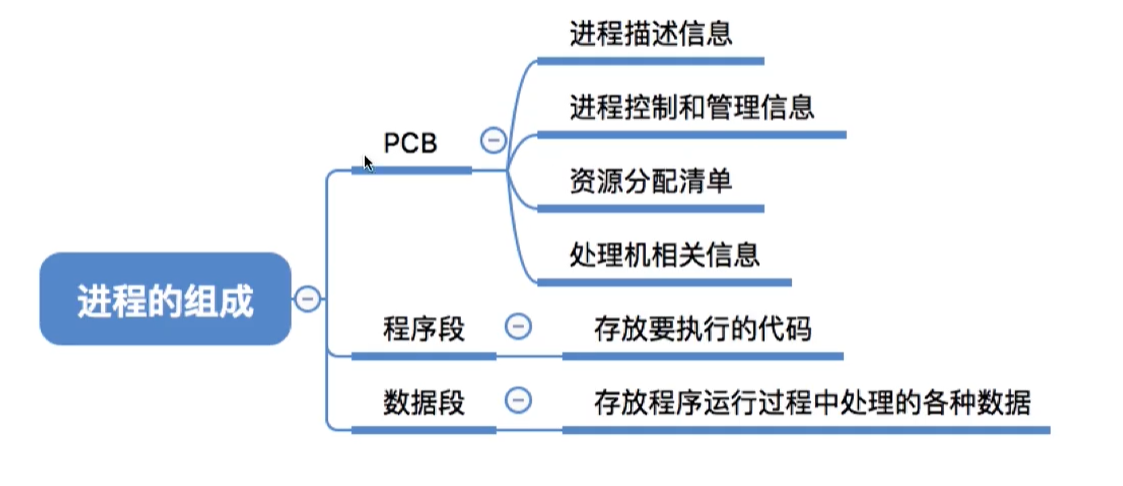 进程的组成
PCB
进程描述信息
进程控制和管理信息
资源分配清单
处理机相关信息
程序段
存放要执行的代码
数据段
存放程序运行过程中处理的各种数据